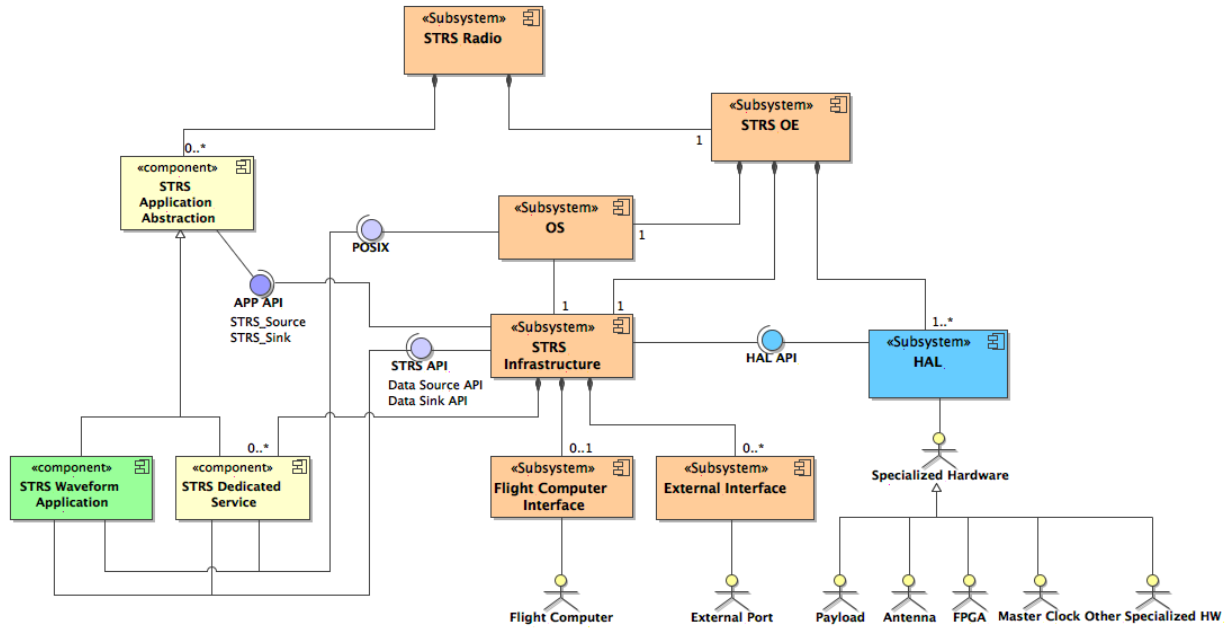 «Subsystem»
STRS Radio
«Subsystem»
STRS OE
1
0..*
«component»
STRS
Application
Abstraction
«Subsystem»
OS
1
POSIX
APP API
STRS_Source
STRS_Sink
1
1
«Subsystem»
STRS
Infrastructure
STRS API
Data Source API
Data Sink API
HAL API
1..*
«Subsystem»
HAL
0..*
0..1
0..*
«component»
STRS Waveform
Application
«component»
STRS Dedicated
Service
«Subsystem»
Flight Computer
Interface
«Subsystem»
External Interface
Specialized Hardware
Flight Computer
External Port
Payload
Antenna
FPGA
Master Clock
Other Specialized HW